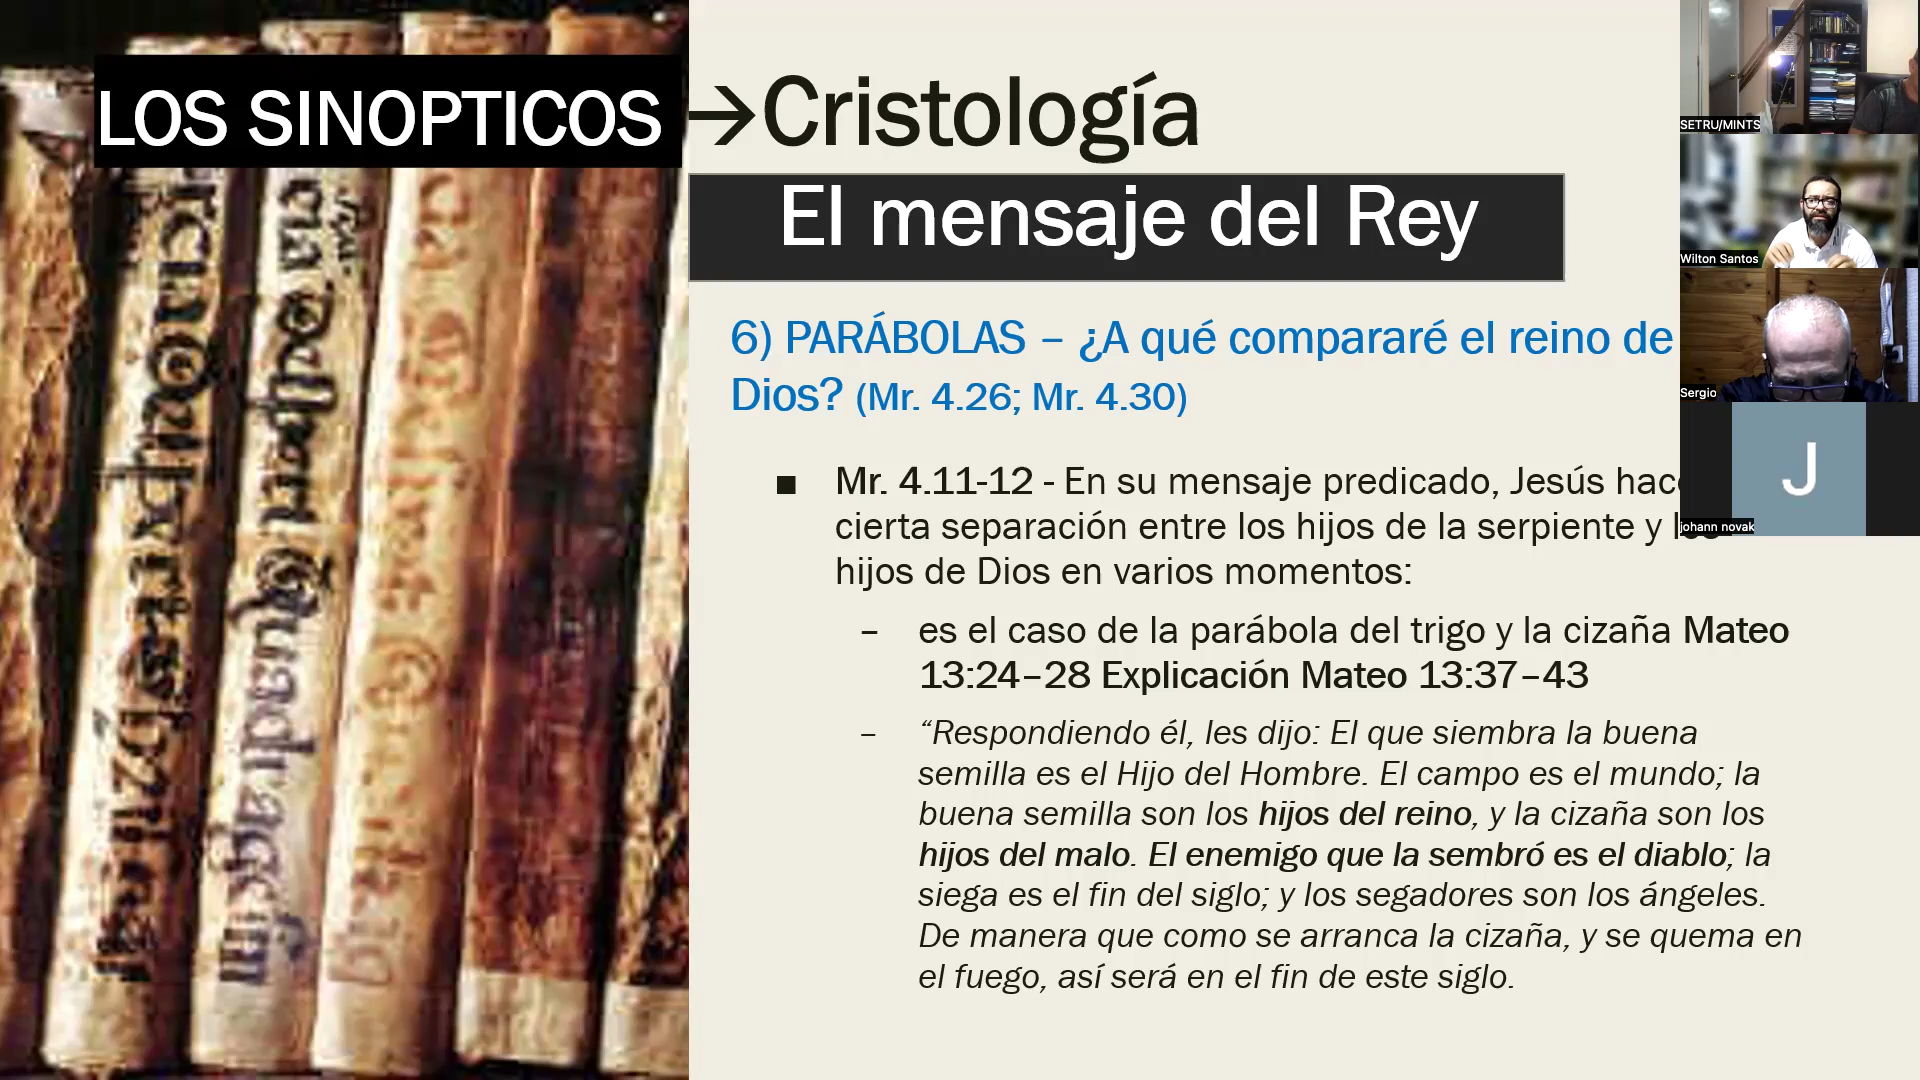 LOS SINOPTICOS →Cristología
El mensaje del Rey
6) PARÁBOLAS – ¿A qué compararé el reino de
Dios? (Mr. 4.26; Mr. 4.30)
■ Mr. 4.11-12 - En su mensaje predicado, Jesús hace
cierta separación entre los hijos de la serpiente y los
hijos de Dios en varios momentos:
– es el caso de la parábola del trigo y la cizaña Mateo
13:24–28 Explicación Mateo 13:37–43
– “Respondiendo él, les dijo: El que siembra la buena
semilla es el Hijo del Hombre. El campo es el mundo; la
buena semilla son los hijos del reino, y la cizaña son los
hijos del malo. El enemigo que la sembró es el diablo; la
siega es el fin del siglo; y los segadores son los ángeles.
De manera que como se arranca la cizaña, y se quema en
el fuego, así será en el fin de este siglo.
SETRU/MINTS
Wilton Santos
Sergio
J
johann novak